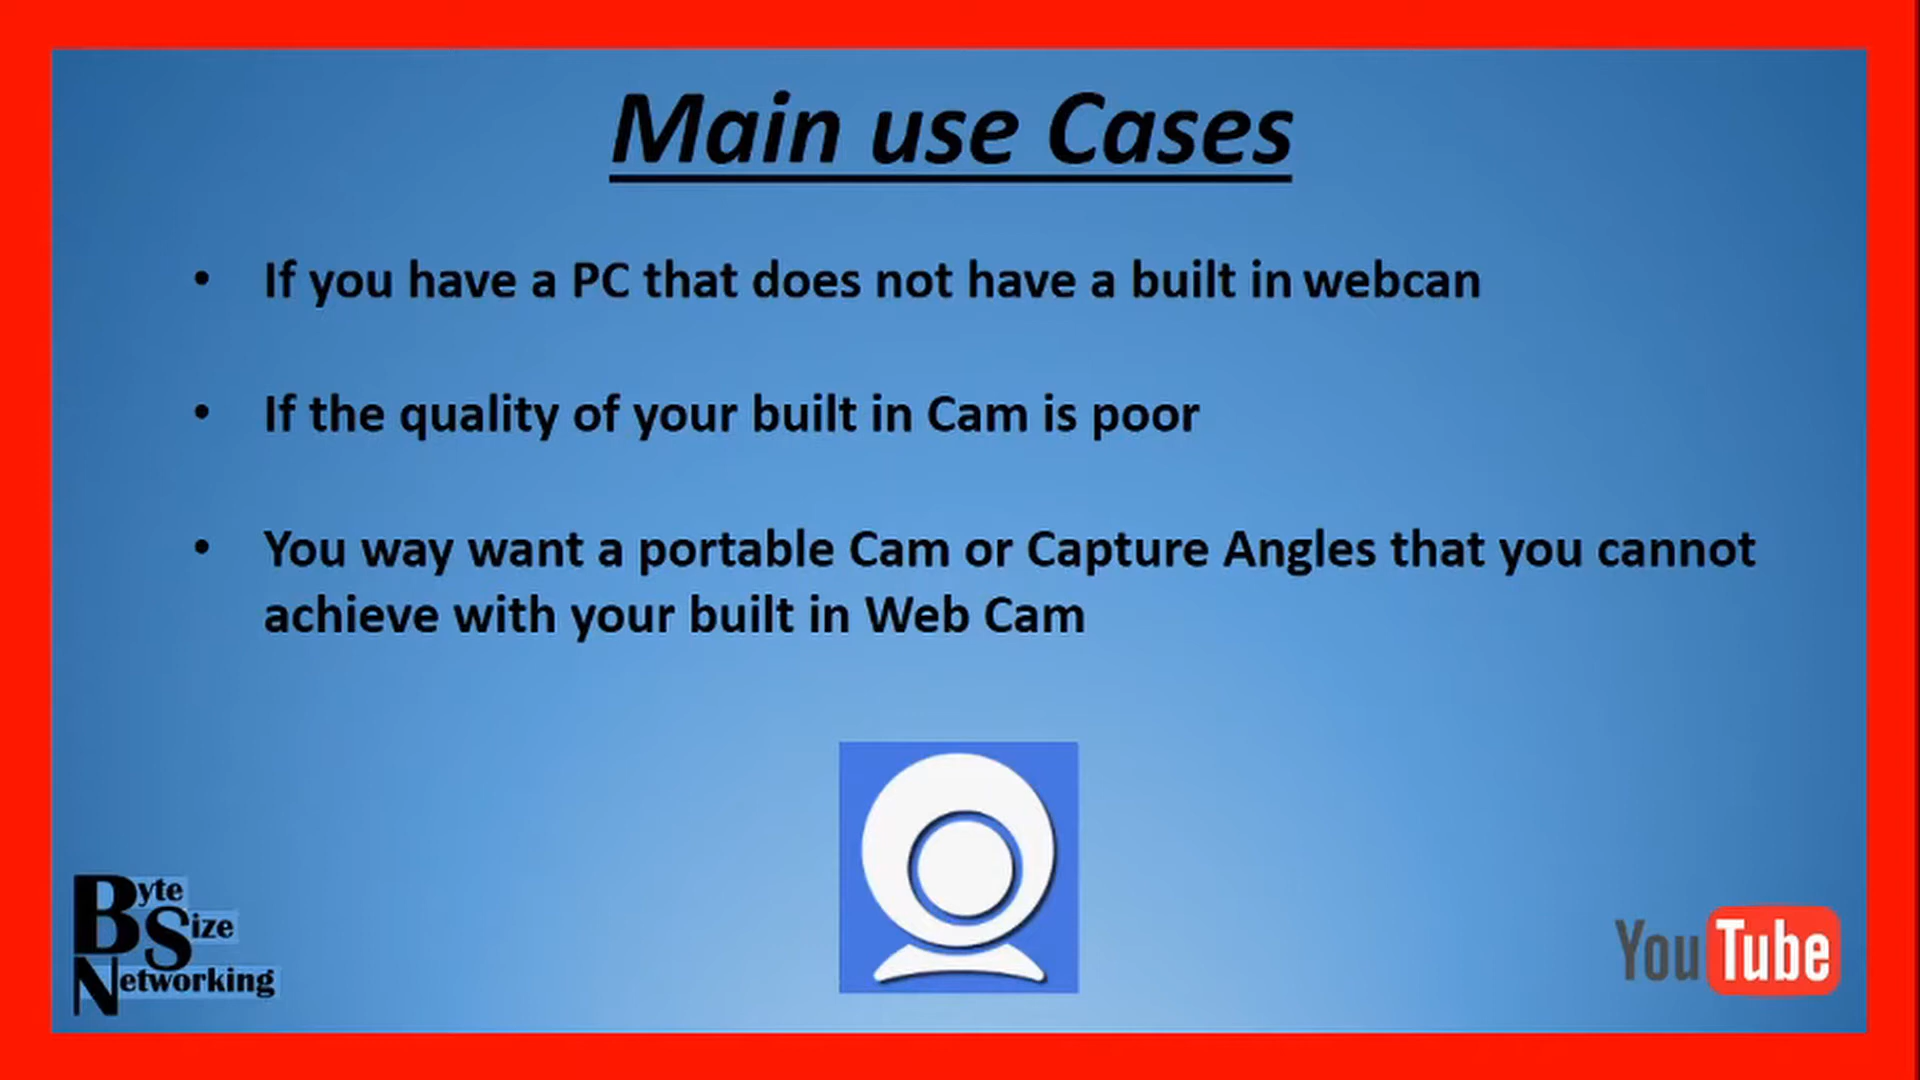 Main use Cases
• If you have a PC that does not have a built in webcan
• If the quality of your built in Cam is poor
• You way want a portable Cam or Capture Angles that you cannot
achieve with your built in Web Cam
Byte
Size
Networking
YouTube